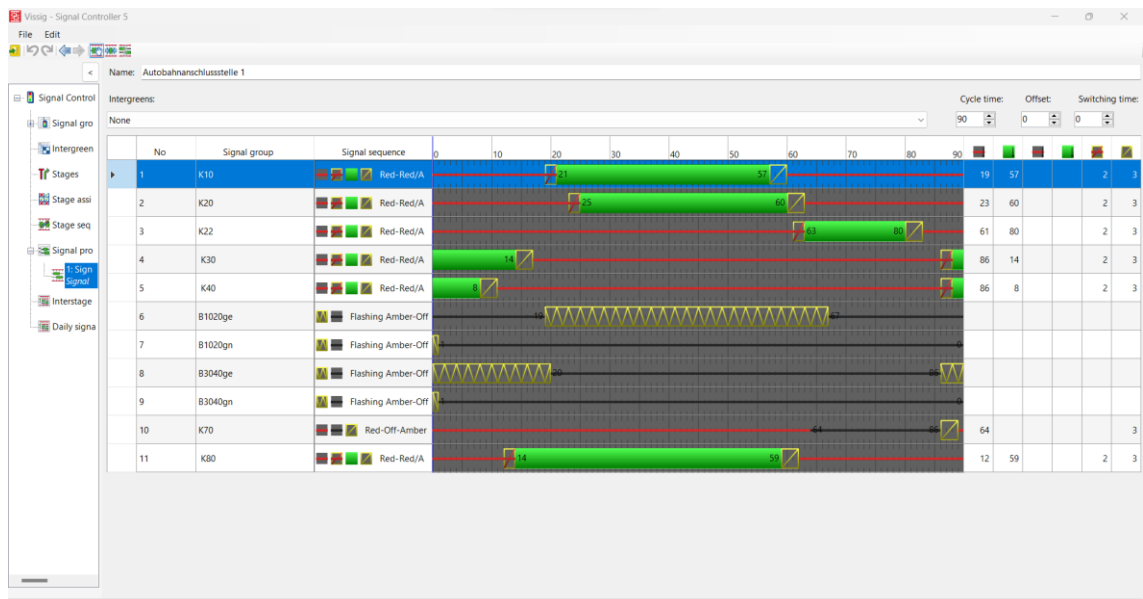 Vissig - Signal Controller 5
File Edit
< Name: Autobahnanschlussstelle 1
Signal Control
Signal gro
Intergreen
Stages
Stage assi
Stage seq
Signal pro
1: Sign
Signal
Interstage
Daily signa
Intergreens: Cycle time: Offset: Switching time:
None 90 0 0
No Signal group Signal sequence 0 10 20 30 40 50 60 70 80 90
1 K10 Red-Red/A 21 57 19 57 2 3
2 K20 Red-Red/A 25 60 23 60 2 3
3 K22 Red-Red/A 63 80 61 80 2 3
4 K30 Red-Red/A 14 86 14 2 3
5 K40 Red-Red/A 8 86 8 2 3
6 B1020ge Flashing Amber-Off 19 67
7 B1020gn Flashing Amber-Off 1 0
8 B3040ge Flashing Amber-Off 20 86
9 B3040gn Flashing Amber-Off 1 0
10 K70 Red-Off-Amber 64 86 64 3
11 K80 Red-Red/A 14 59 12 59 2 3